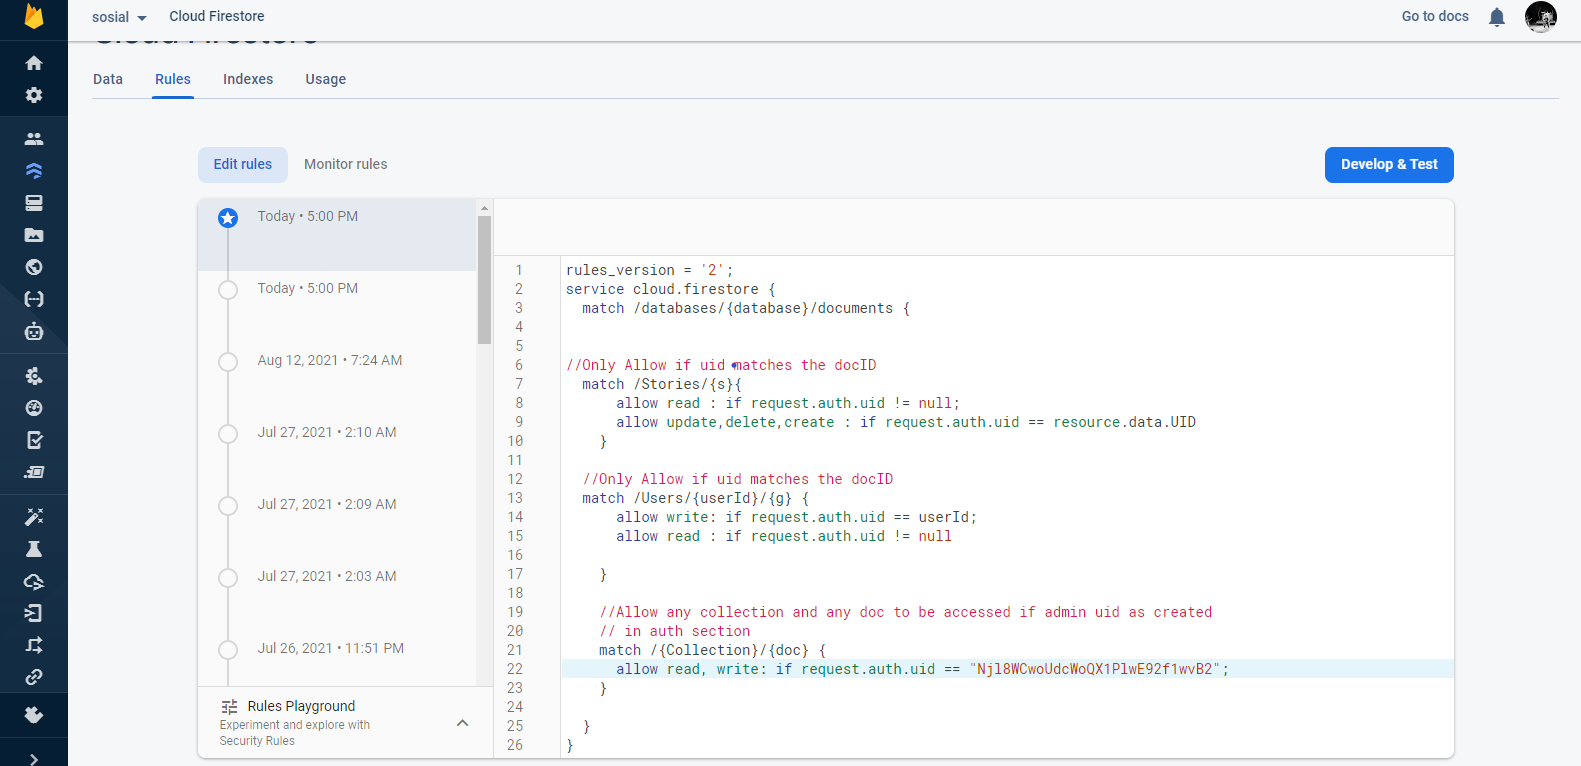 sosial
Cloud Firestore
Go to docs
Cloud Firestore
Data
Rules
Indexes
Usage
Edit rules
Monitor rules
Develop & Test
Today • 5:00 PM
Today • 5:00 PM
Aug 12, 2021 • 7:24 AM
Jul 27, 2021 • 2:10 AM
Jul 27, 2021 • 2:09 AM
Jul 27, 2021 • 2:03 AM
Jul 26, 2021 • 11:51 PM
Rules Playground
Experiment and explore with
Security Rules
1 rules_version = '2';
2 service cloud.firestore {
3 match /databases/{database}/documents {
4
5
6 //Only Allow if uid matches the docID
7 match /Stories/{s}{
8 allow read : if request.auth.uid != null;
9 allow update,delete,create : if request.auth.uid == resource.data.UID
10 }
11
12 //Only Allow if uid matches the docID
13 match /Users/{userId}/{g} {
14 allow write: if request.auth.uid == userId;
15 allow read : if request.auth.uid != null
16
17 }
18
19 //Allow any collection and any doc to be accessed if admin uid as created
20 // in auth section
21 match /{Collection}/{doc} {
22 allow read, write: if request.auth.uid == "Njl8WCwoUdcWoQX1PlwE92f1wvB2";
23 }
24
25 }
26 }